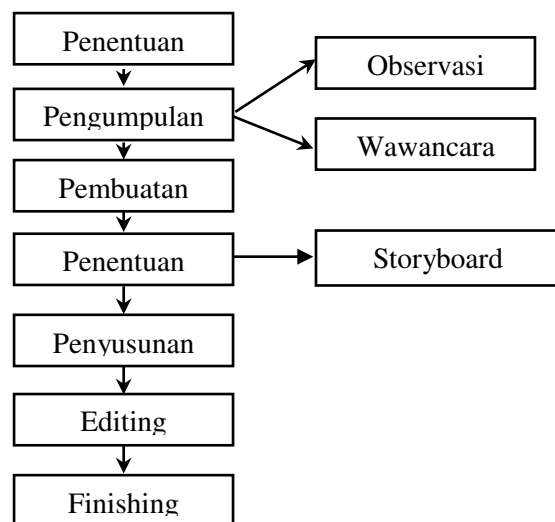 Penentuan
Observasi
Pengumpulan
Wawancara
Pembuatan
Penentuan
Storyboard
Penyusunan
Editing
Finishing